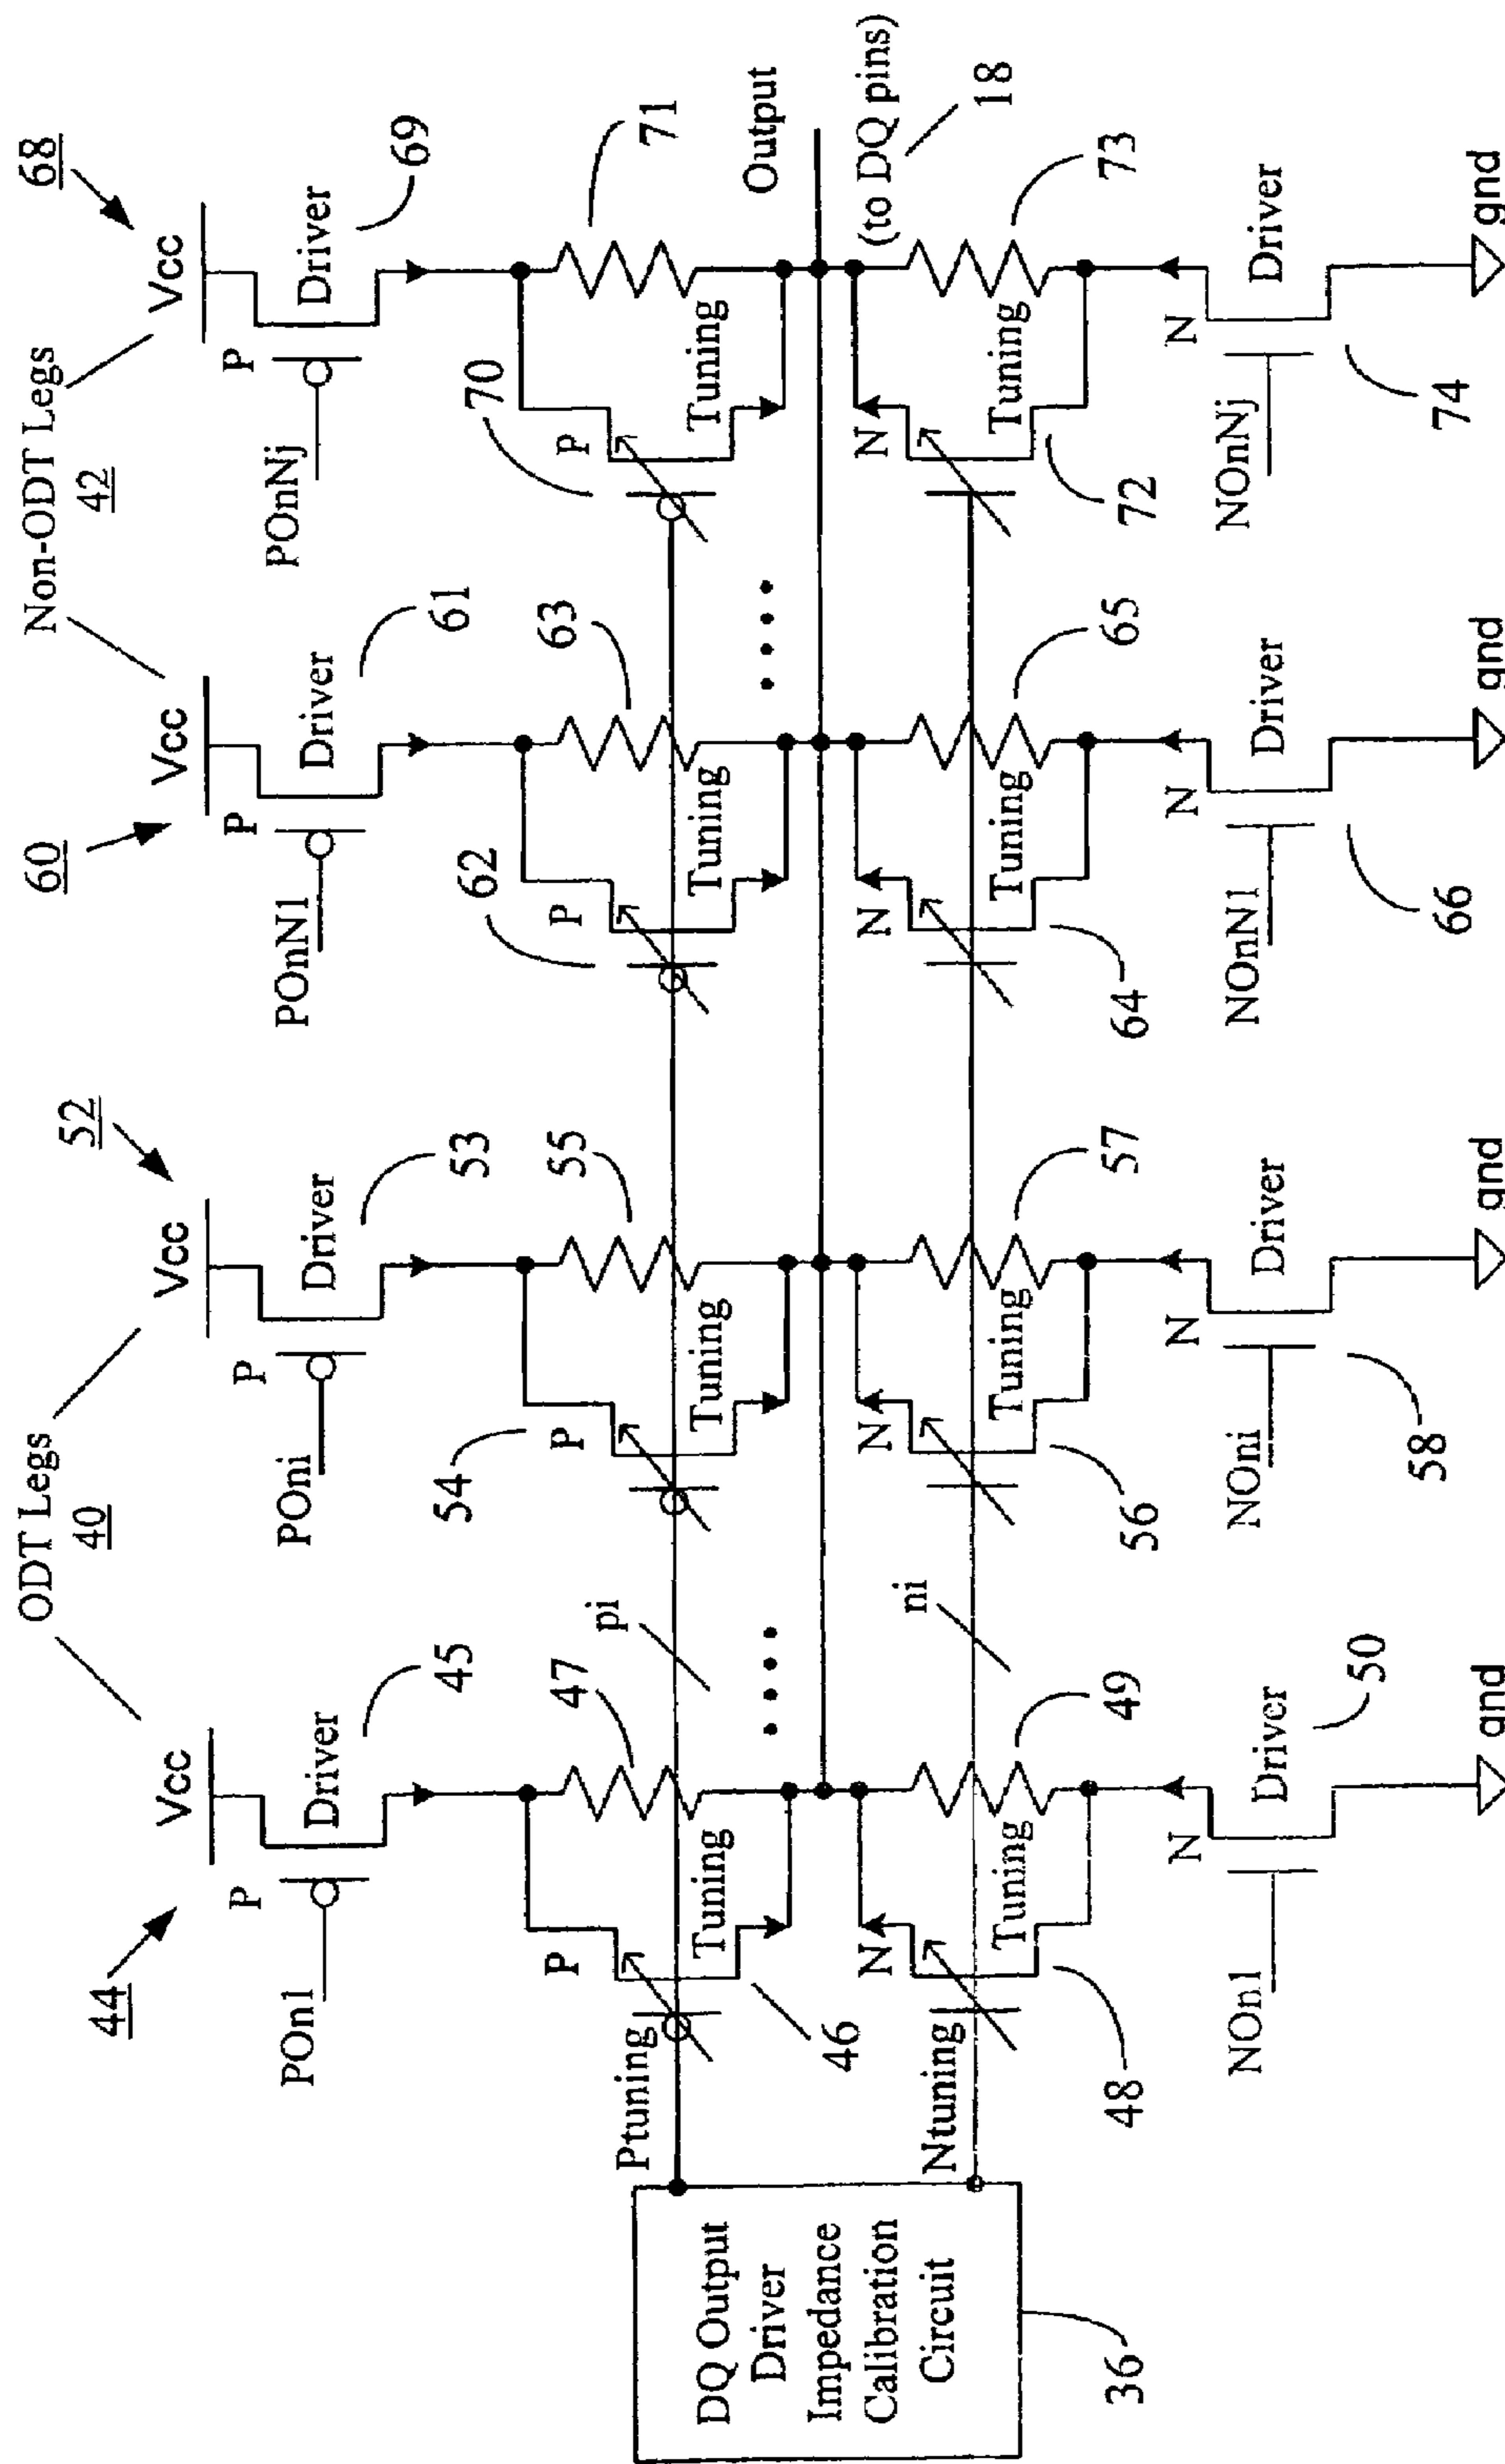 ODT Legs
40
Non-ODT Legs
42
44
52
60
68
Vcc
Vcc
Vcc
Vcc
P
Driver
45
P
Driver
53
P
Driver
61
P
Driver
69
POn1
POni
POnN1
POnNj
47
54
55
62
63
70
71
P
P
P
P
Ptuning
Tuning
Tuning
Tuning
Tuning
46
pi
Output
(to DQ pins)
18
DQ Output
Driver
Impedance
Calibration
Circuit
36
N
N
N
N
Ntuning
Tuning
Tuning
Tuning
Tuning
ni
48
49
56
57
64
65
72
73
N
Driver
50
N
Driver
58
N
Driver
66
N
Driver
74
NOn1
NOni
NOnN1
NOnNj
gnd
gnd
gnd
gnd